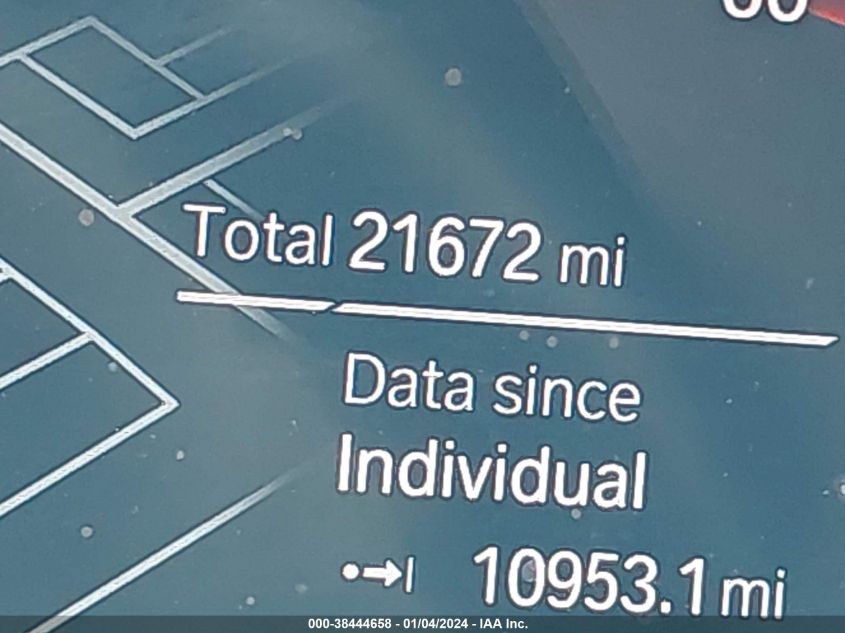 Total 21672 mi
Data since
Individual
10953.1 mi
000-38444658 - 01/04/2024 - IAA Inc.